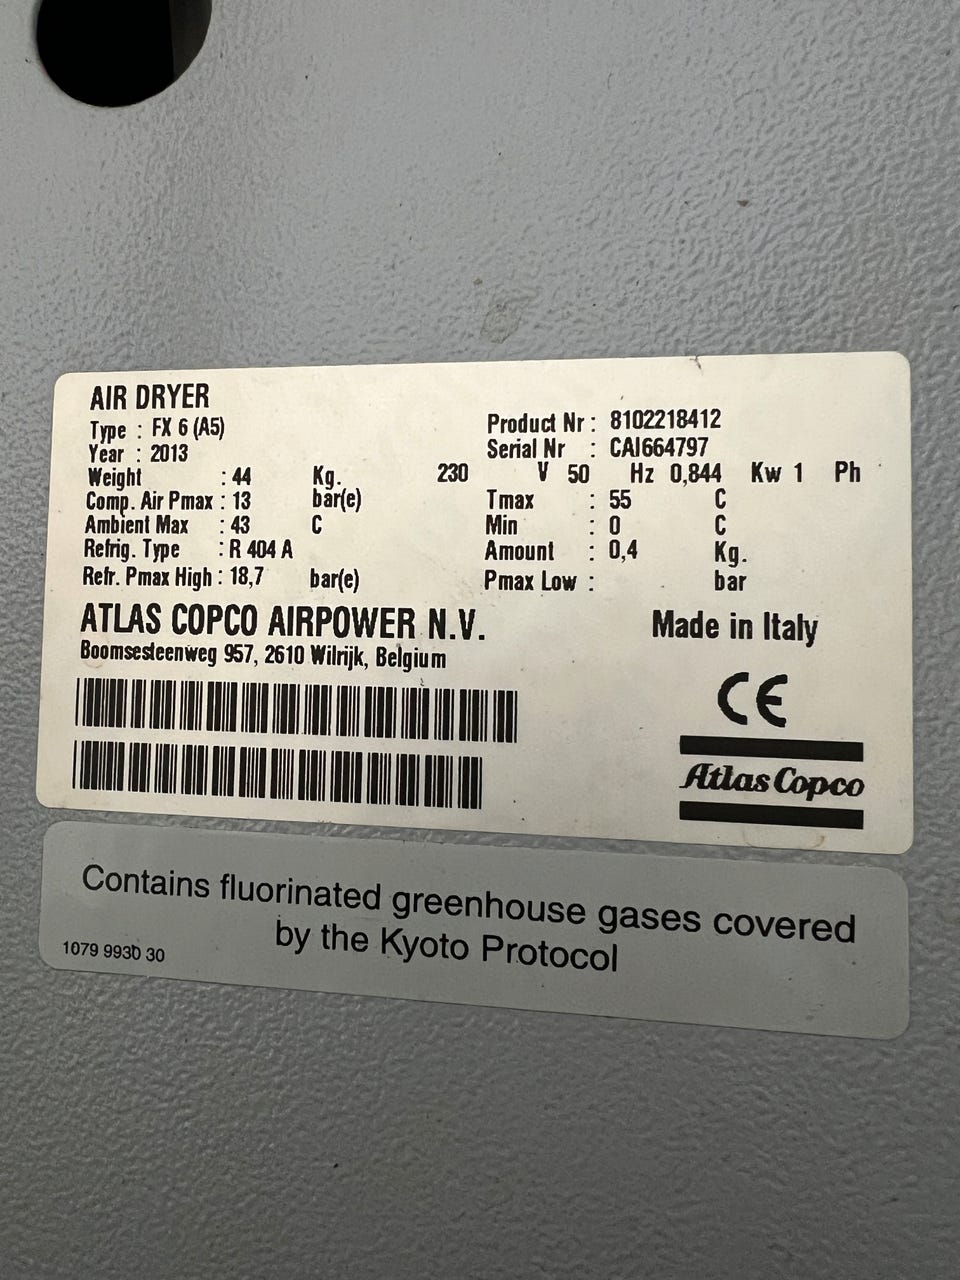 AIR DRYER
Type : FX 6 (A5) Product Nr : 8102218412
Year : 2013 Serial Nr : CAI664797
Weight : 44 Kg. 230 V 50 Hz 0,844 Kw 1 Ph
Comp. Air Pmax : 13 bar(e) Tmax : 55 C
Ambient Max : 43 C Min : 0 C
Refrig. Type : R 404 A Amount : 0,4 Kg.
Refr. Pmax High : 18,7 bar(e) Pmax Low : bar
ATLAS COPCO AIRPOWER N.V. Made in Italy
Boomsesteenweg 957, 2610 Wilrijk, Belgium
CE
Atlas Copco
Contains fluorinated greenhouse gases covered
by the Kyoto Protocol
1079 9930 30